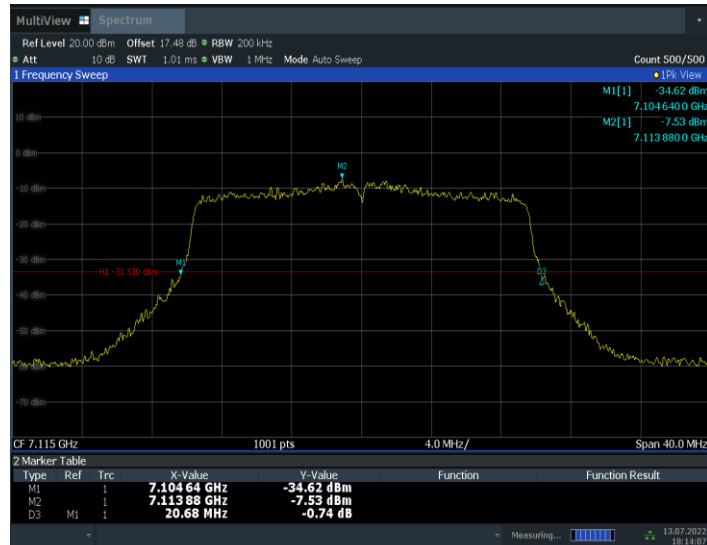 MultiView Spectrum
Ref Level 20.00 dBm Offset 17.48 dB RBW 200 kHz
Att 10 dB SWT 1.01 ms VBW 1 MHz Mode Auto Sweep Count 500/500
1 Frequency Sweep 1Pk View
M1[1] -34.62 dBm
7.1046400 GHz
10 dBm M2[1] -7.53 dBm
7.1138800 GHz
0 dBm
M2
-10 dBm
-20 dBm
-30 dBm
M1
H1 -33.530 dBm D3
-40 dBm
-50 dBm
-70 dBm
CF 7.115 GHz 1001 pts 4.0 MHz/ Span 40.0 MHz
2 Marker Table
Type Ref Trc X-Value Y-Value Function Function Result
M1 1 7.104 64 GHz -34.62 dBm
M2 1 7.113 88 GHz -7.53 dBm
D3 M1 1 20.68 MHz -0.74 dB
Measuring... 13.07.2022
18:14:07